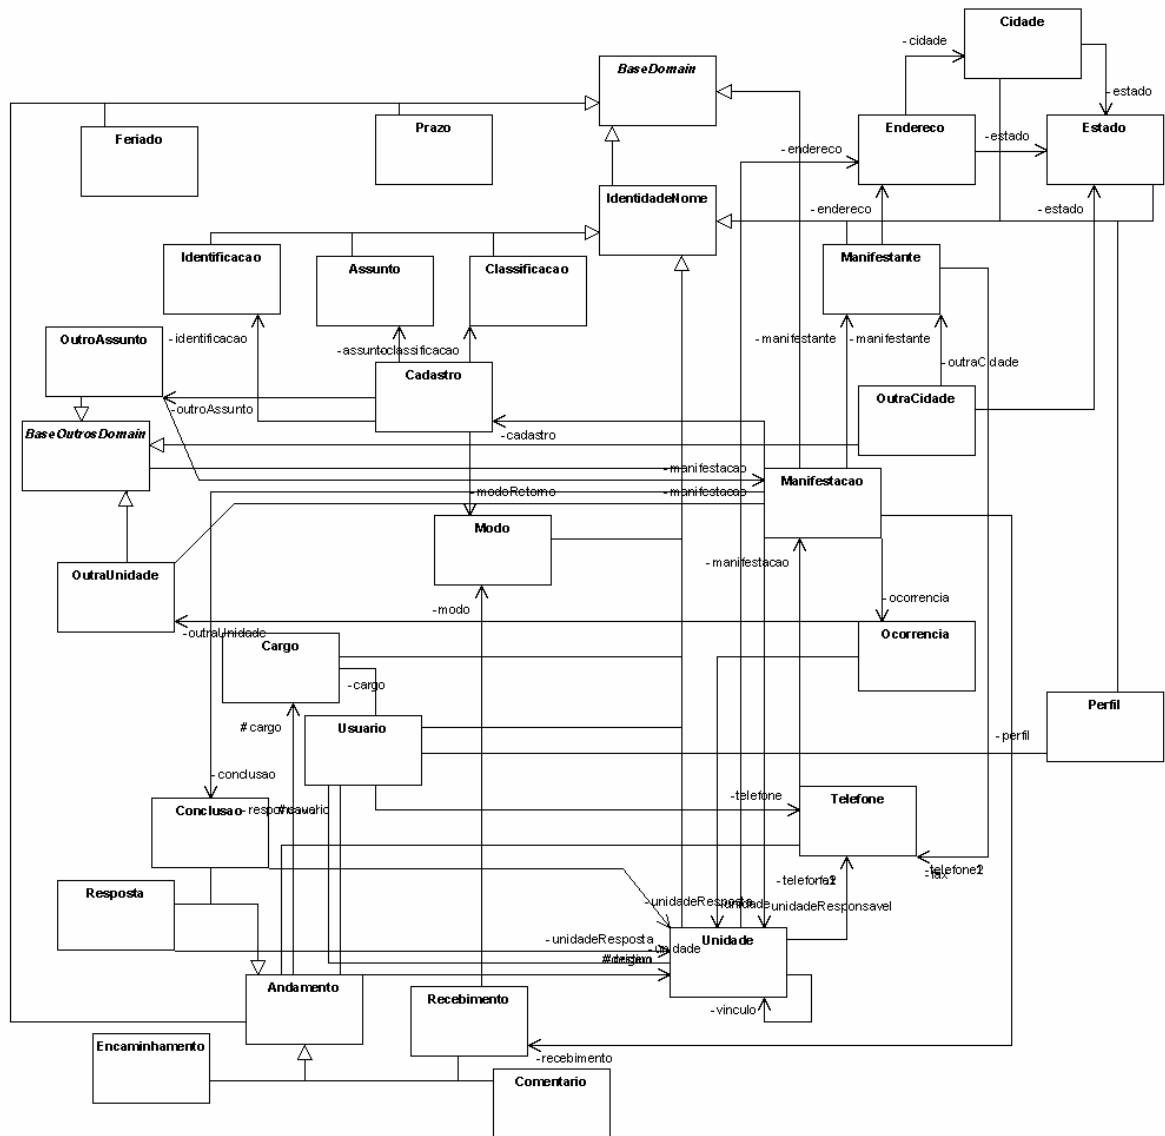 Cidade
-cidade
BaseDomain
-estado
Feriado
Prazo
Endereco
Estado
-endereco
-estado
IdentidadeNome
-endereco
-estado
Identificacao
Assunto
Classificacao
Manifestante
OutroAssunto
-identificacao
-assunto
classificacao
-manifestante
-manifestante
-outraCidade
Cadastro
OutraCidade
-outroAssunto
BaseOutrosDomain
-cadastro
-manifestacao
Manifestacao
-modoRetorno
-manifestacao
Modo
-manifestacao
OutraUnidade
-ocorrencia
-modo
-outraUnidade
Cargo
Ocorrencia
-cargo
#cargo
Usuario
Perfil
-perfil
-conclusao
-telefone
Telefone
Conclusao
-telefone2
Resposta
-unidadeResposta
unidadeResponsavel
-unidadeResposta
-unidade
Unidade
Andamento
Recebimento
-vinculo
Encaminhamento
-recebimento
Comentario